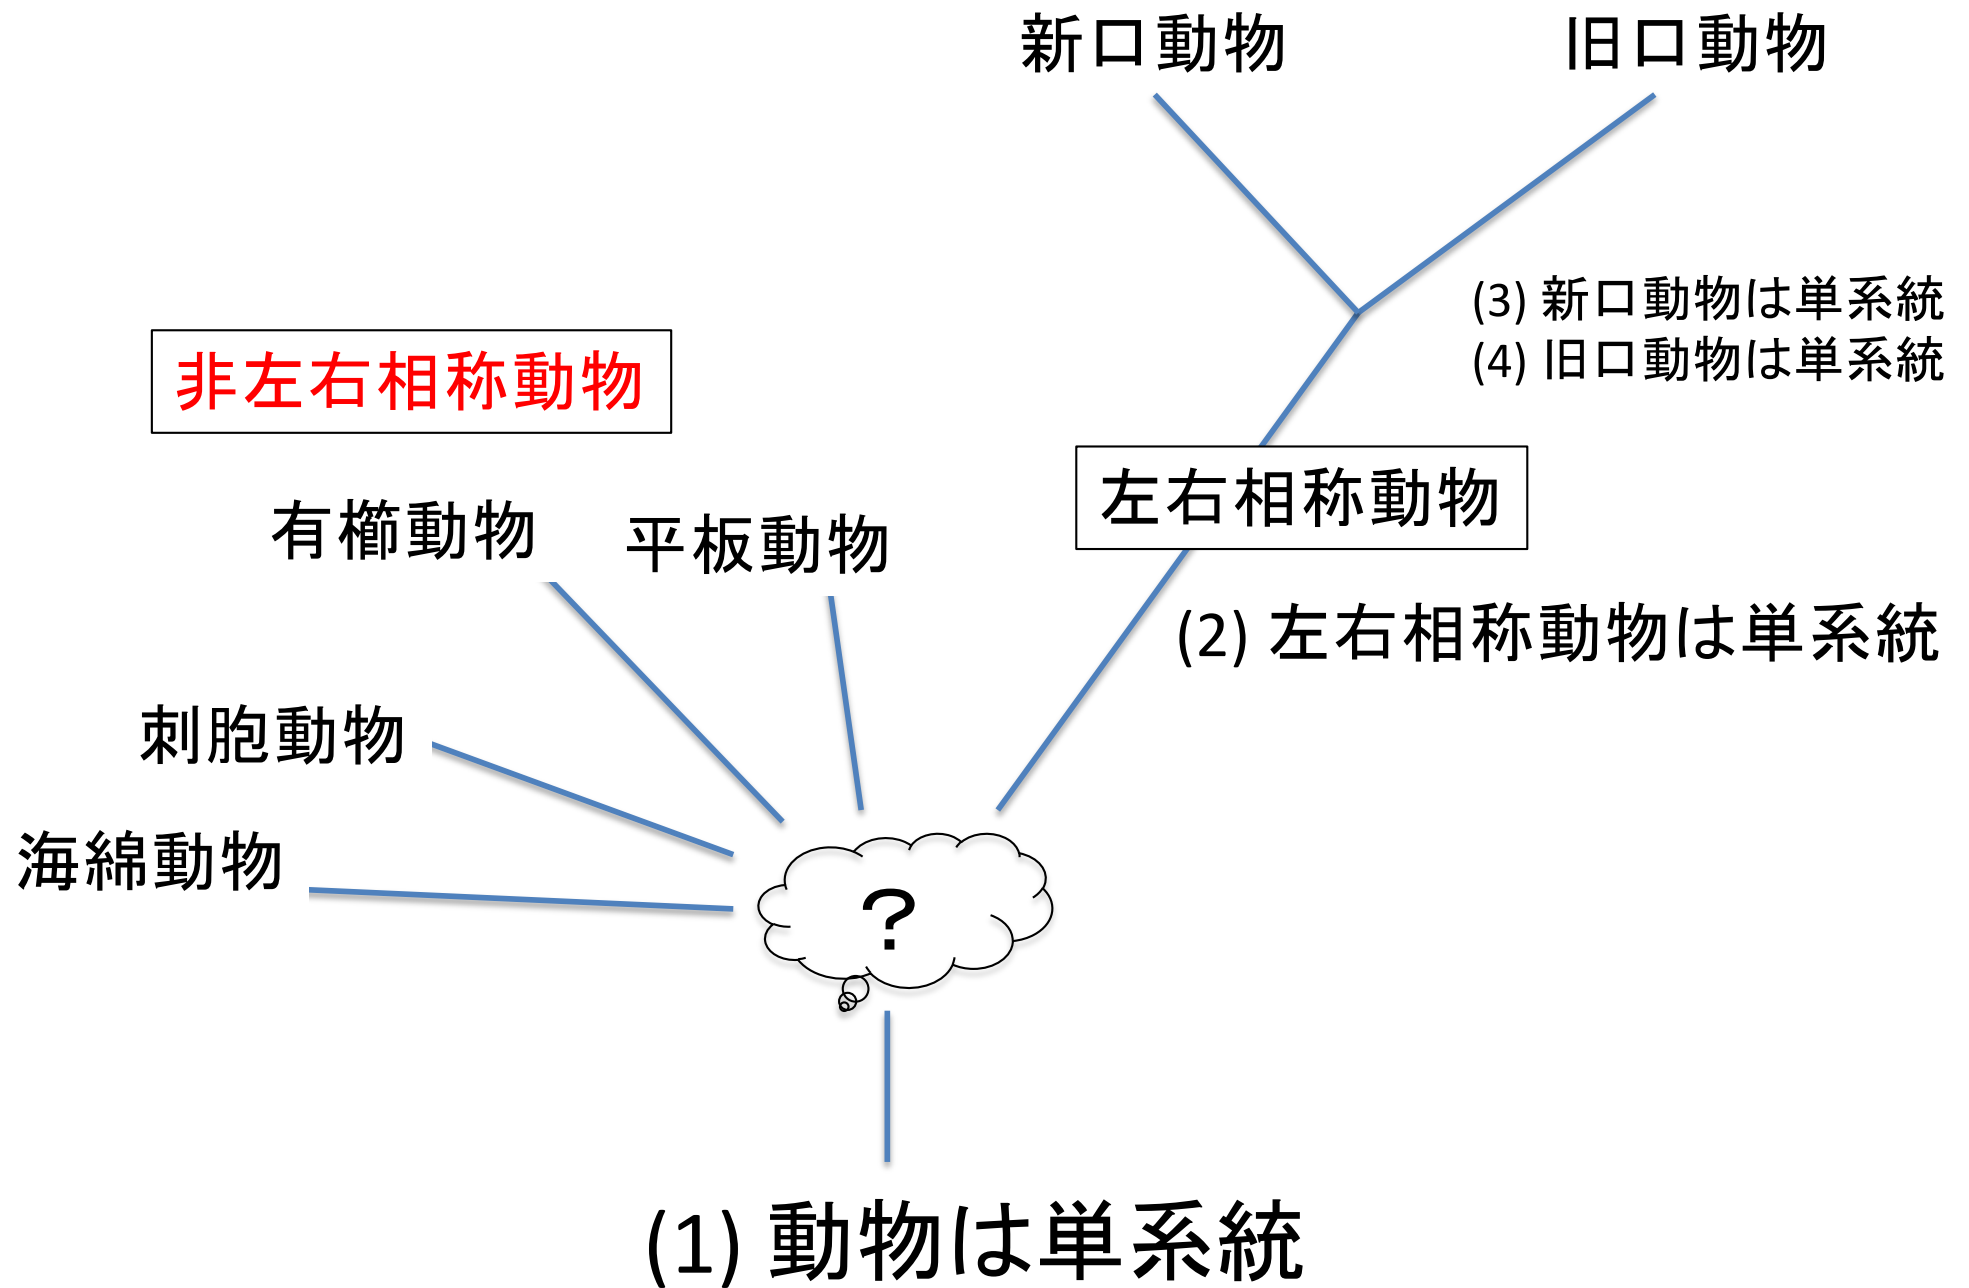 新口動物
旧口動物
(3) 新口動物は単系統
(4) 旧口動物は単系統
非左右相称動物
左右相称動物
有櫛動物
平板動物
(2) 左右相称動物は単系統
刺胞動物
海綿動物
?
(1) 動物は単系統